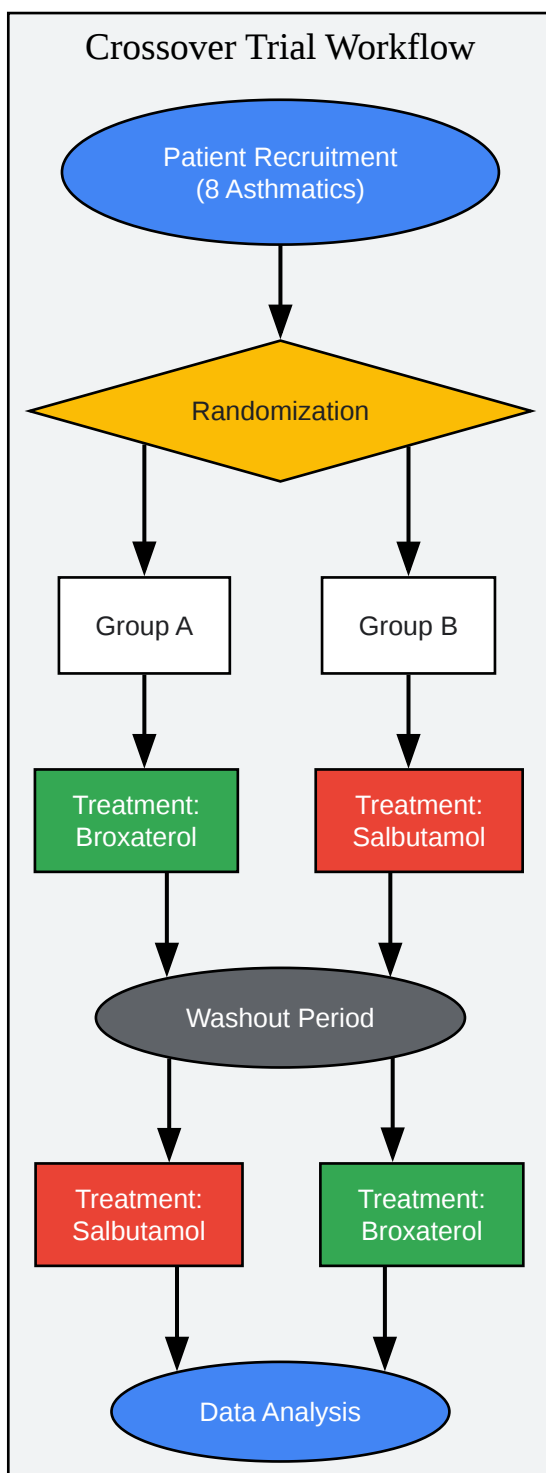 Crossover Trial Workflow
Patient Recruitment
(8 Asthmatics)
Randomization
Group A
Group B
Treatment:
Broxaterol
Treatment:
Salbutamol
Washout Period
Treatment:
Salbutamol
Treatment:
Broxaterol
Data Analysis